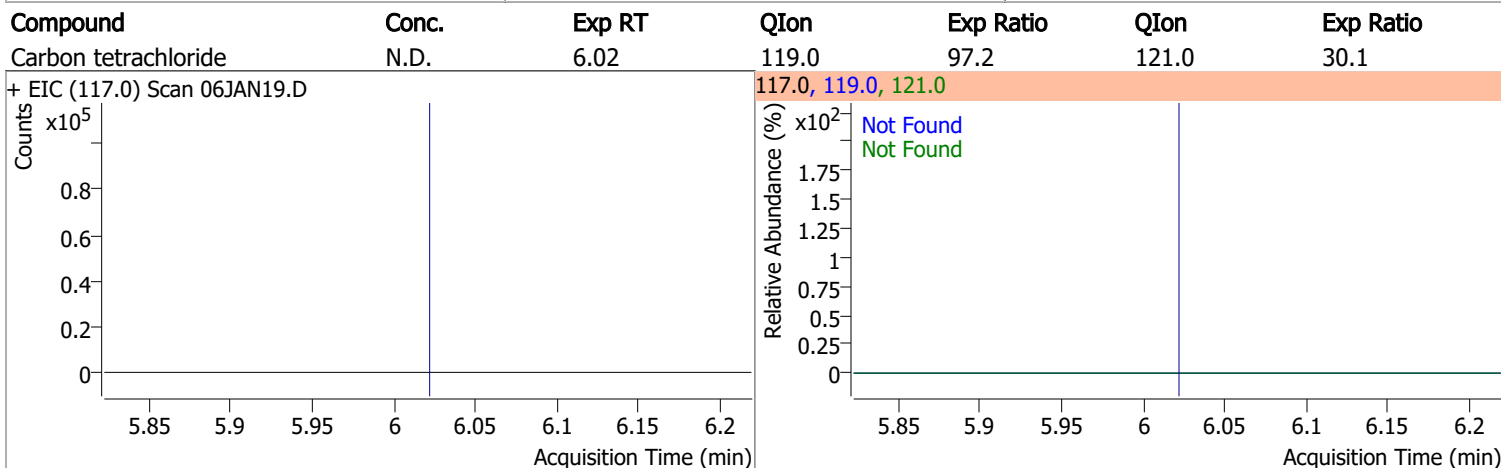 Compound Conc. Exp RT QIon Exp Ratio QIon Exp Ratio
Carbon tetrachloride N.D. 6.02 119.0 97.2 121.0 30.1
+ EIC (117.0) Scan 06JAN19.D
Counts
x10⁵
0.8
0.6
0.4
0.2
0
5.85 5.9 5.95 6 6.05 6.1 6.15 6.2
Acquisition Time (min)
117.0, 119.0, 121.0
Relative Abundance (%)
x10²
Not Found
Not Found
1.75
1.5
1.25
1
0.75
0.5
0.25
0
5.85 5.9 5.95 6 6.05 6.1 6.15 6.2
Acquisition Time (min)